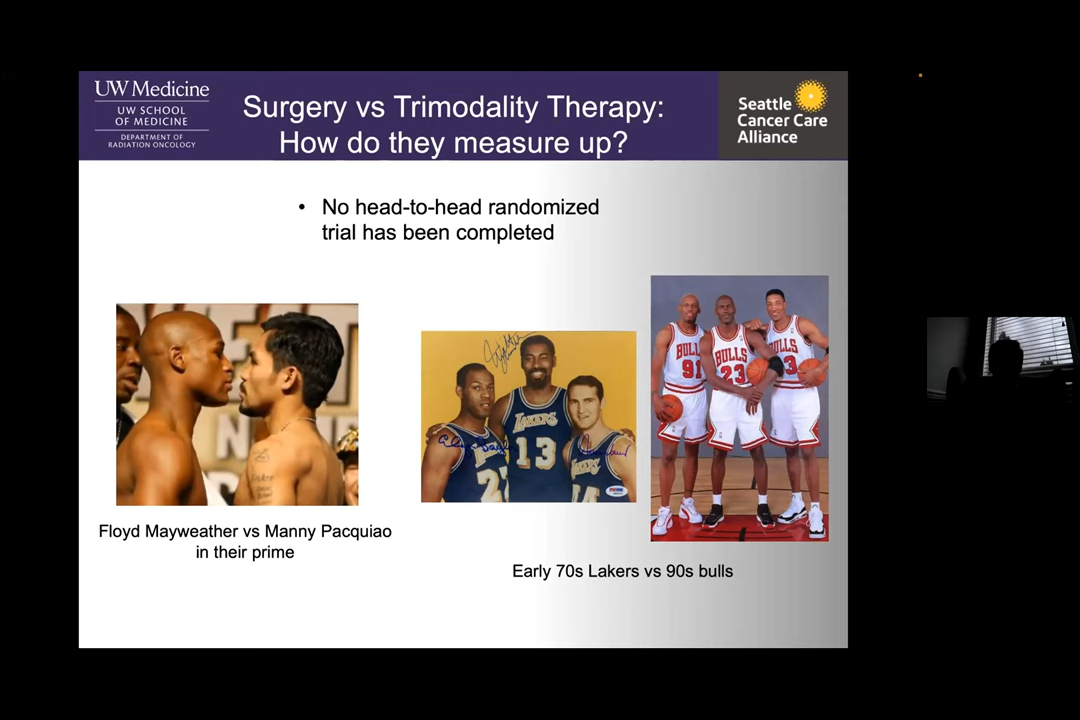 UW Medicine
UW SCHOOL
OF MEDICINE
DEPARTMENT OF
RADIATION ONCOLOGY
Surgery vs Trimodality Therapy:
How do they measure up?
Seattle
Cancer Care
Alliance
• No head-to-head randomized
trial has been completed
LAKERS
13
BULLS
91
BULLS
23
Floyd Mayweather vs Manny Pacquiao
in their prime
Early 70s Lakers vs 90s bulls